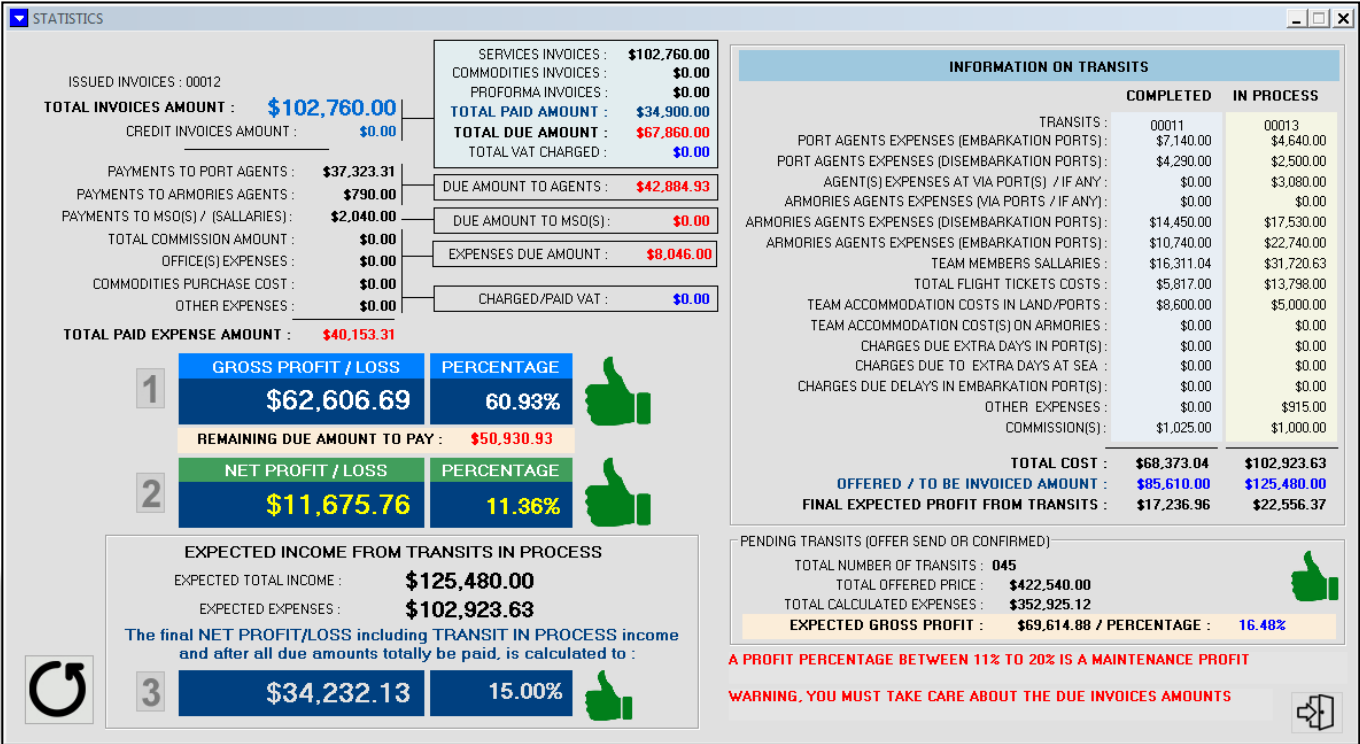 STATISTICS
ISSUED INVOICES : 00012
TOTAL INVOICES AMOUNT : $102,760.00
CREDIT INVOICES AMOUNT : $0.00
SERVICES INVOICES : $102,760.00
COMMODITIES INVOICES : $0.00
PROFORMA INVOICES : $0.00
TOTAL PAID AMOUNT : $34,900.00
TOTAL DUE AMOUNT : $67,860.00
TOTAL VAT CHARGED : $0.00
PAYMENTS TO PORT AGENTS : $37,323.31
PAYMENTS TO ARMORIES AGENTS : $790.00
PAYMENTS TO MSO(S) / (SALLARIES) : $2,040.00
TOTAL COMMISSION AMOUNT : $0.00
OFFICE(S) EXPENSES : $0.00
COMMODITIES PURCHASE COST : $0.00
OTHER EXPENSES : $0.00
TOTAL PAID EXPENSE AMOUNT : $40,153.31
DUE AMOUNT TO AGENTS : $42,884.93
DUE AMOUNT TO MSO(S) : $0.00
EXPENSES DUE AMOUNT : $8,046.00
CHARGED/PAID VAT : $0.00
1
GROSS PROFIT / LOSS PERCENTAGE
$62,606.69 60.93%
REMAINING DUE AMOUNT TO PAY : $50,930.93
2
NET PROFIT / LOSS PERCENTAGE
$11,675.76 11.36%
EXPECTED INCOME FROM TRANSITS IN PROCESS
EXPECTED TOTAL INCOME : $125,480.00
EXPECTED EXPENSES : $102,923.63
The final NET PROFIT/LOSS including TRANSIT IN PROCESS income
and after all due amounts totally be paid, is calculated to :
3 $34,232.13 15.00%
INFORMATION ON TRANSITS
COMPLETED IN PROCESS
TRANSITS : 00011 00013
PORT AGENTS EXPENSES (EMBARKATION PORTS) : $7,140.00 $4,640.00
PORT AGENTS EXPENSES (DISEMBARKATION PORTS) : $4,290.00 $2,500.00
AGENT(S) EXPENSES AT VIA PORT(S) / IF ANY : $0.00 $3,080.00
ARMORIES AGENTS EXPENSES (VIA PORTS / IF ANY) : $0.00 $0.00
ARMORIES AGENTS EXPENSES (DISEMBARKATION PORTS) : $14,450.00 $17,530.00
ARMORIES AGENTS EXPENSES (EMBARKATION PORTS) : $10,740.00 $22,740.00
TEAM MEMBERS SALLARIES : $16,311.04 $31,720.63
TOTAL FLIGHT TICKETS COSTS : $5,817.00 $13,798.00
TEAM ACCOMMODATION COSTS IN LAND/PORTS : $8,600.00 $5,000.00
TEAM ACCOMMODATION COST(S) ON ARMORIES : $0.00 $0.00
CHARGES DUE EXTRA DAYS IN PORT(S) : $0.00 $0.00
CHARGES DUE TO EXTRA DAYS AT SEA : $0.00 $0.00
CHARGES DUE DELAYS IN EMBARKATION PORT(S) : $0.00 $0.00
OTHER EXPENSES : $0.00 $915.00
COMMISSION(S) : $1,025.00 $1,000.00
TOTAL COST : $68,373.04 $102,923.63
OFFERED / TO BE INVOICED AMOUNT : $85,610.00 $125,480.00
FINAL EXPECTED PROFIT FROM TRANSITS : $17,236.96 $22,556.37
PENDING TRANSITS (OFFER SEND OR CONFIRMED)
TOTAL NUMBER OF TRANSITS : 045
TOTAL OFFERED PRICE : $422,540.00
TOTAL CALCULATED EXPENSES : $352,925.12
EXPECTED GROSS PROFIT : $69,614.88 / PERCENTAGE : 16.48%
A PROFIT PERCENTAGE BETWEEN 11% TO 20% IS A MAINTENANCE PROFIT
WARNING, YOU MUST TAKE CARE ABOUT THE DUE INVOICES AMOUNTS